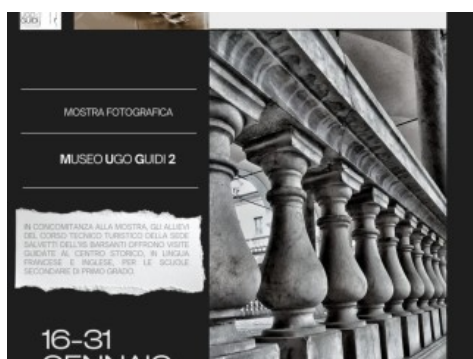 MOSTRA FOTOGRAFICA
MUSEO UGO GUIDI 2
IN CONCOMITANZA ALLA MOSTRA, GLI ALLIEVI
DEL CORSO TECNICO TURISTICO DELLA SEDE
SALVETTI DELL'IS BARSANTI OFFRONO VISITE
GUIDATE AL CENTRO STORICO, IN LINGUA
FRANCESE E INGLESE, PER LE SCUOLE
SECONDARIE DI PRIMO GRADO.
16-31
GENNAIO